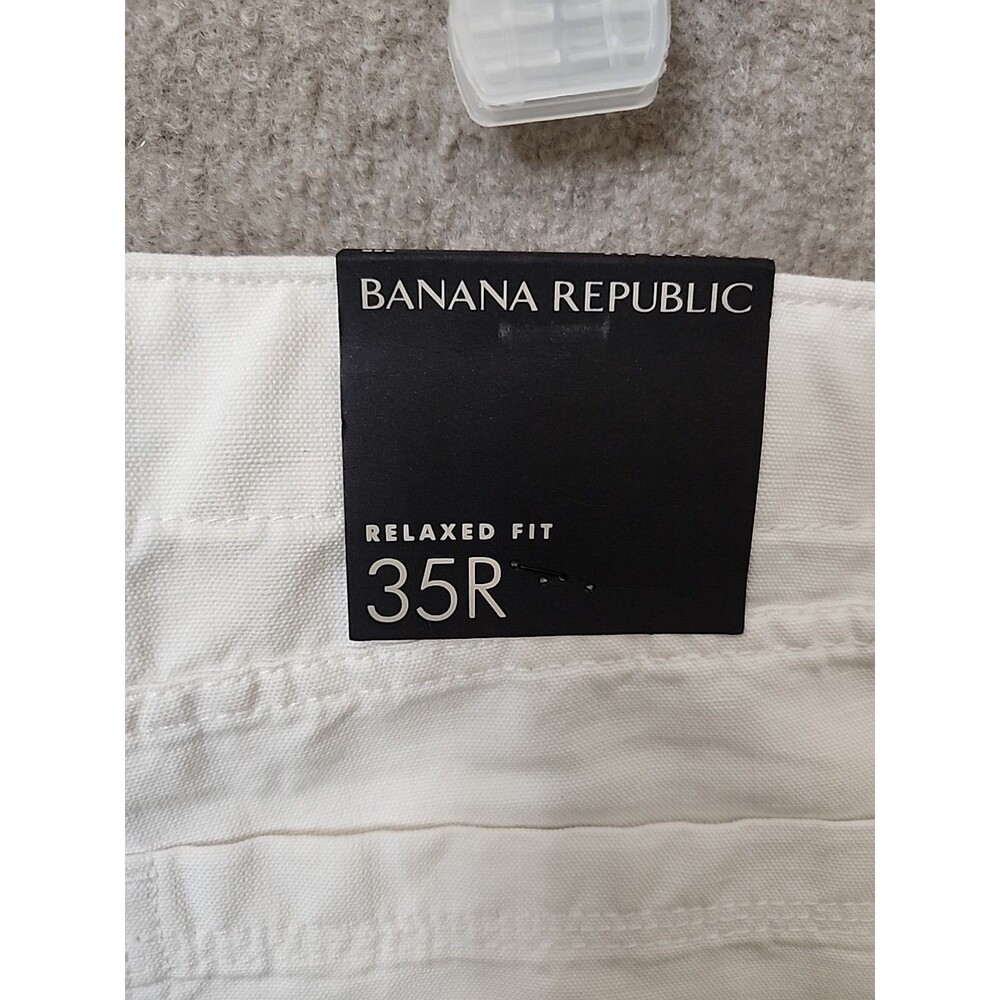 BANANA REPUBLIC
RELAXED FIT
35R